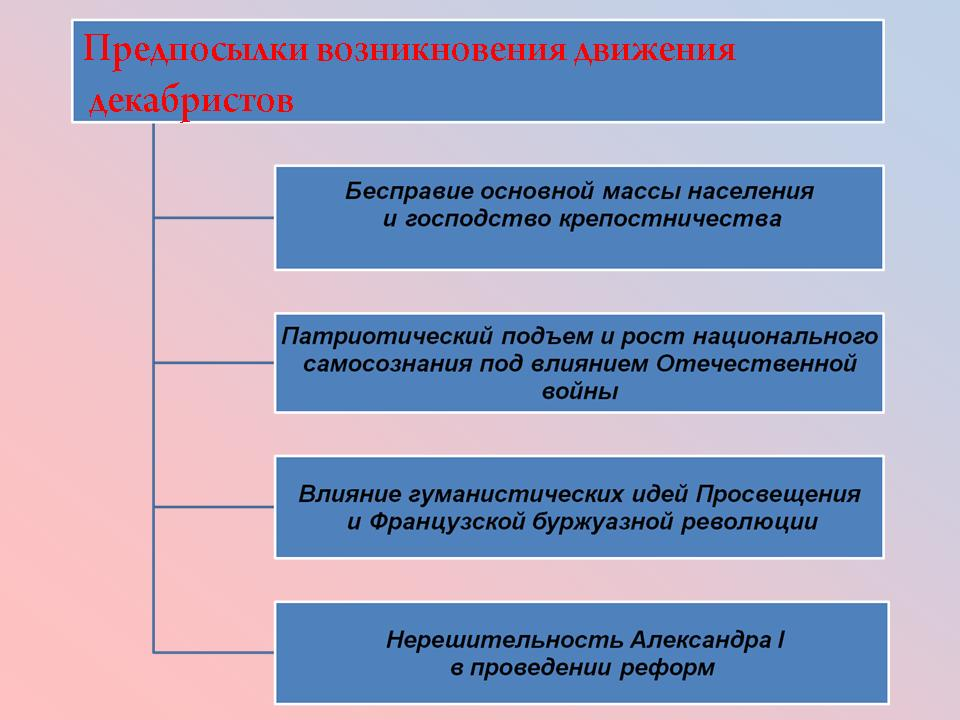 Предпосылки возникновения движения
декабристов
Бесправие основной массы населения
и господство крепостничества
Патриотический подъем и рост национального
самосознания под влиянием Отечественной
войны
Влияние гуманистических идей Просвещения
и Французской буржуазной революции
Нерешительность Александра I
в проведении реформ